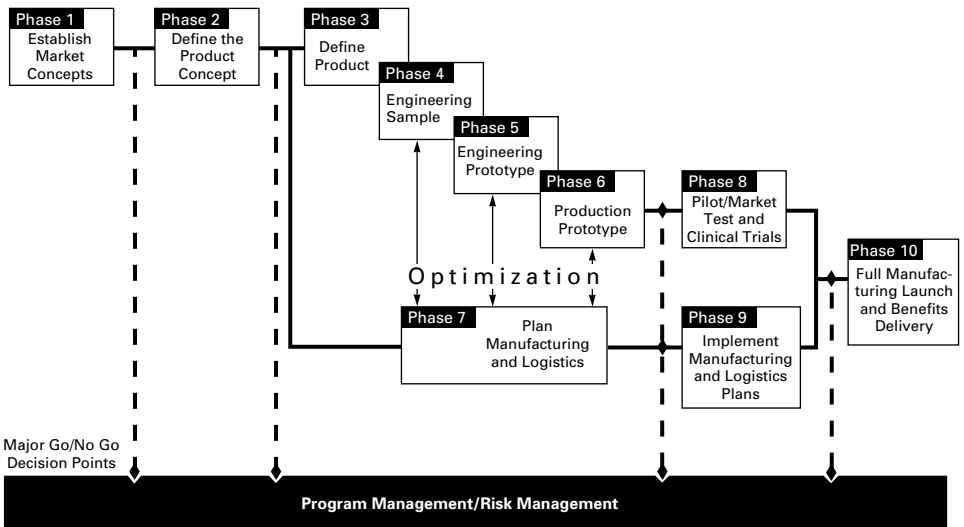 Phase 1
Establish
Market
Concepts
Phase 2
Define the
Product
Concept
Phase 3
Define
Product
Phase 4
Engineering
Sample
Phase 5
Engineering
Prototype
Phase 6
Production
Prototype
Phase 8
Pilot/Market
Test and
Clinical Trials
Optimization
Phase 7
Plan
Manufacturing
and Logistics
Phase 9
Implement
Manufacturing
and Logistics
Plans
Phase 10
Full Manufac-
turing Launch
and Benefits
Delivery
Major Go/No Go
Decision Points
Program Management/Risk Management